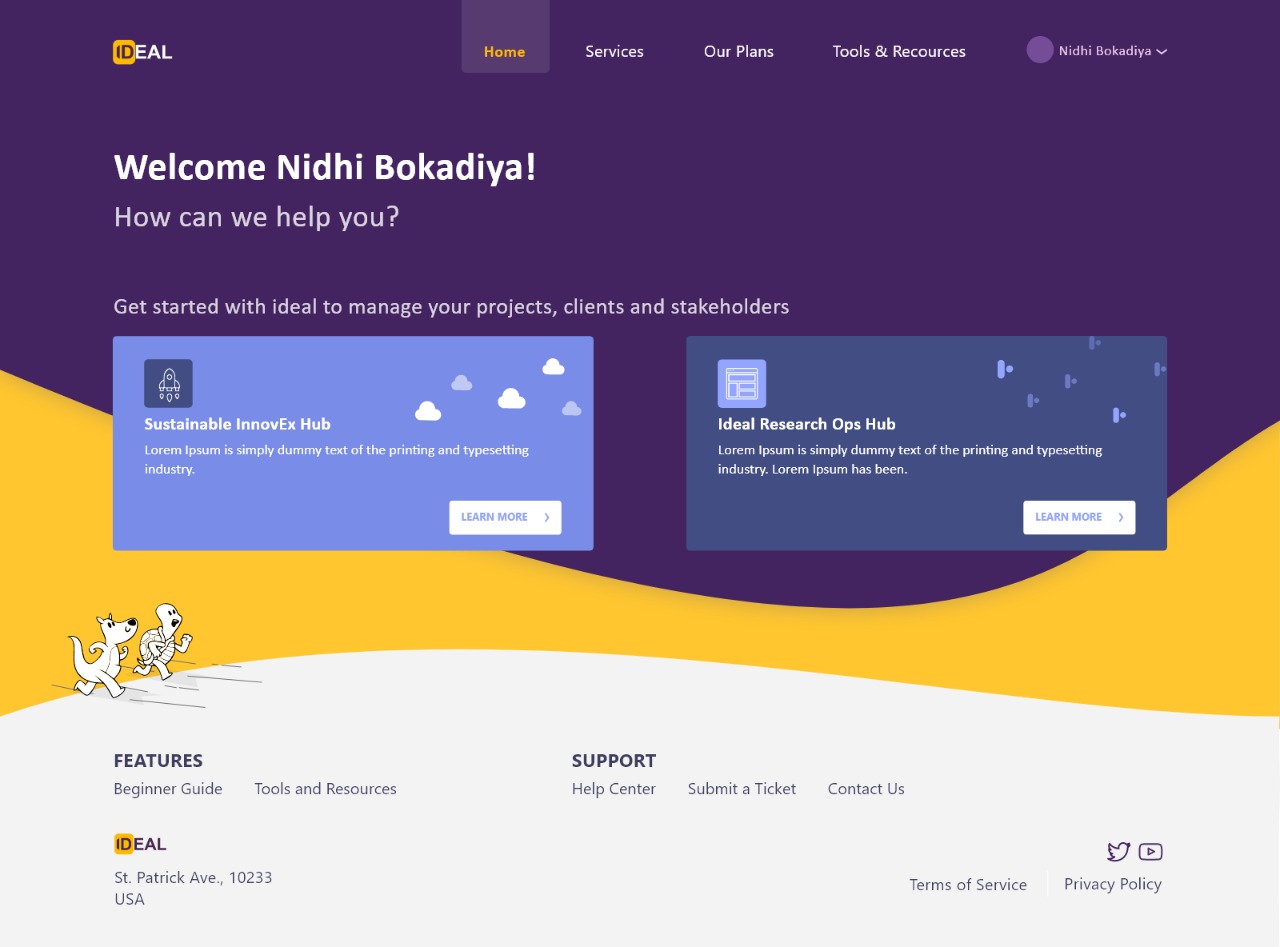 IDEAL
Home
Services
Our Plans
Tools & Recources
Nidhi Bokadiya
Welcome Nidhi Bokadiya!
How can we help you?
Get started with ideal to manage your projects, clients and stakeholders
Sustainable InnovEx Hub
Lorem Ipsum is simply dummy text of the printing and typesetting
industry.
LEARN MORE
Ideal Research Ops Hub
Lorem Ipsum is simply dummy text of the printing and typesetting
industry. Lorem Ipsum has been.
LEARN MORE
FEATURES
Beginner Guide
Tools and Resources
SUPPORT
Help Center
Submit a Ticket
Contact Us
IDEAL
St. Patrick Ave., 10233
USA
Terms of Service
Privacy Policy